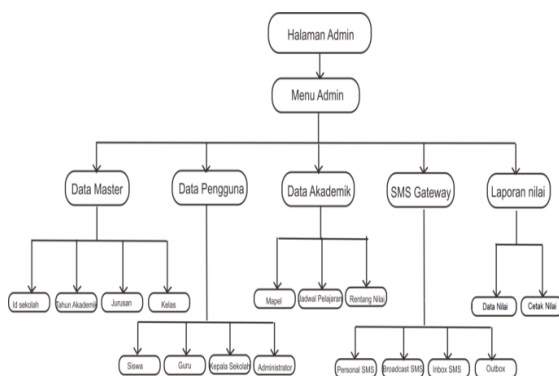 Halaman Admin
Menu Admin
Data Master
Data Pengguna
Data Akademik
SMS Gateway
Laporan nilai
Id sekolah
Tahun Akademik
Jurusan
Kelas
Mapel
Jadwal Pelajaran
Rentang Nilai
Data Nilai
Cetak Nilai
Siswa
Guru
Kepala Sekolah
Administrator
Personal SMS
Broadcast SMS
Inbox SMS
Outbox